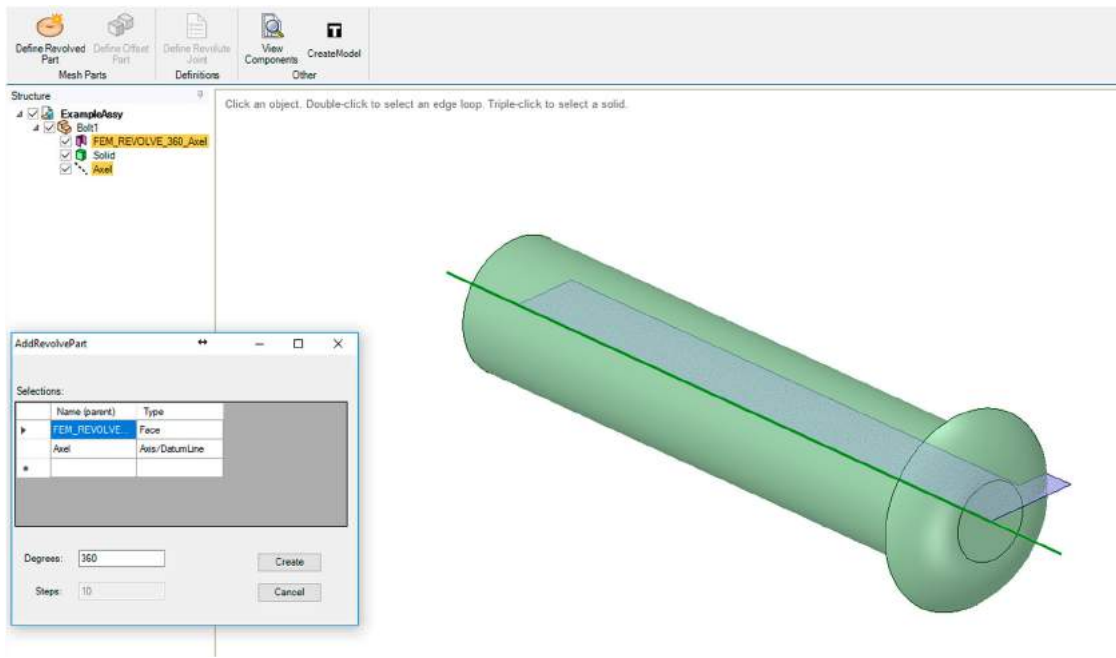 Define Revolved Part
Define Offset Part
Define Revolute Joint
View Components
CreateModel
Mesh Parts
Definitions
Other
Structure
Click an object. Double-click to select an edge loop. Triple-click to select a solid.
ExampleAssy
Bolt1
FEM_REVOLVE_360_Axel
Solid
Axel
AddRevolvePart
Selections:
Name (parent) Type
FEM_REVOLVE... Face
Axel Axis/DatumLine
Degrees: 360
Create
Steps: 10
Cancel